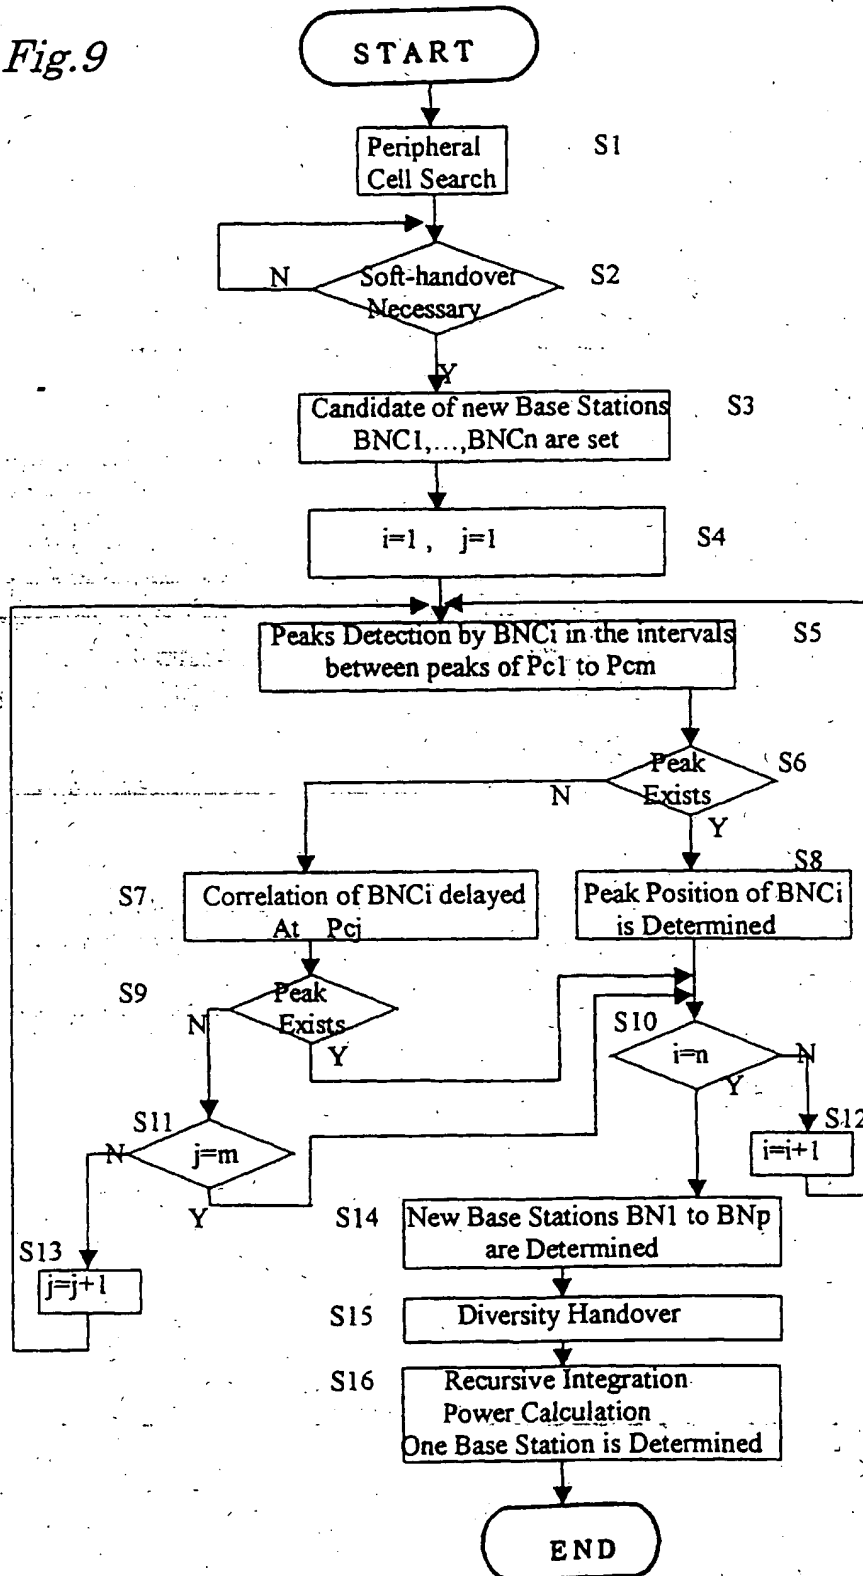 Fig.9
START
Peripheral
Cell Search
S1
N
Soft-handover
Necessary
S2
Y
Candidate of new Base Stations
BNC1,...,BNCn are set
S3
i=1 , j=1
S4
Peaks Detection by BNCi in the intervals
between peaks of Pc1 to Pcm
S5
Peak
Exists
S6
N
Y
S7
Correlation of BNCi delayed
At Pcj
S8
Peak Position of BNCi
is Determined
S9
Peak
Exists
N
Y
S10
i=n
N
Y
S11
j=m
N
Y
S12
i=i+1
S13
j=j+1
S14
New Base Stations BN1 to BNp
are Determined
S15
Diversity Handover
S16
Recursive Integration
Power Calculation
One Base Station is Determined
END